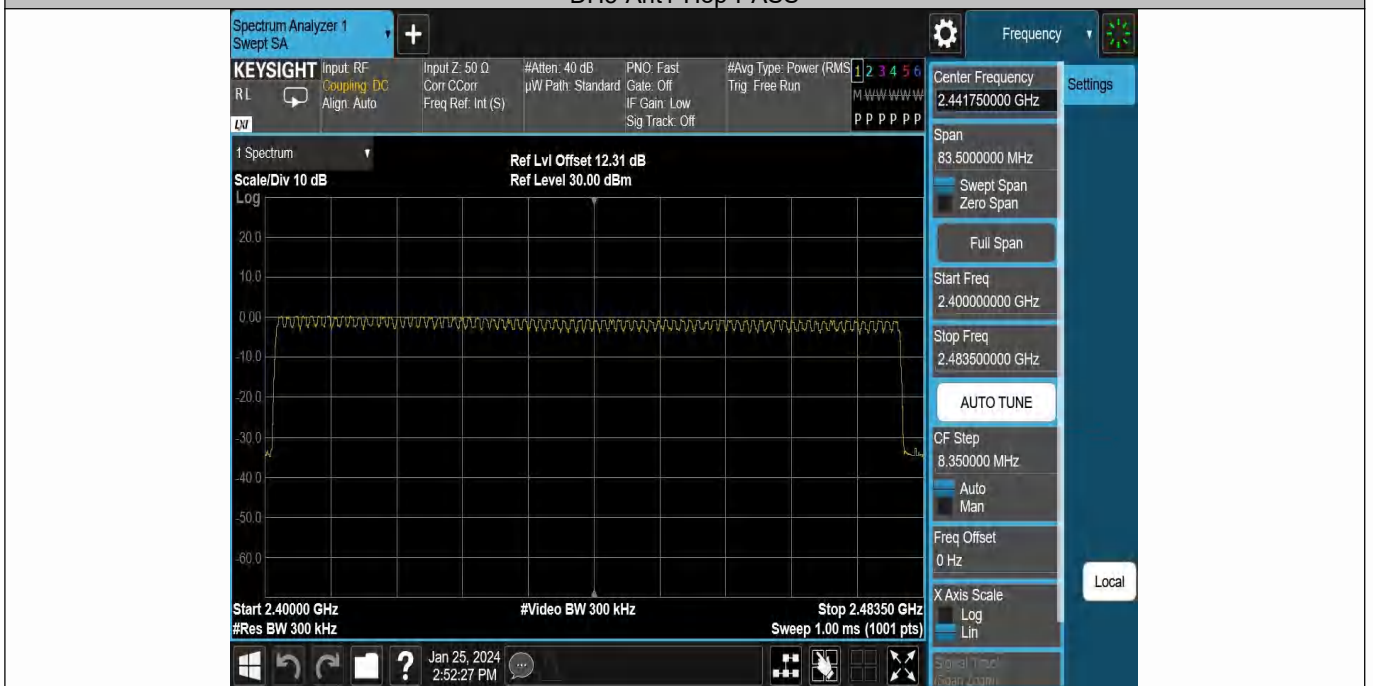 Spectrum Analyzer 1
Swept SA
+
Frequency
KEYSIGHT
RL
LXI
Input: RF
Coupling: DC
Align: Auto
Input Z: 50 Ω
Corr CCorr
Freq Ref: Int (S)
#Atten: 40 dB
µW Path: Standard
PNO: Fast
Gate: Off
IF Gain: Low
Sig Track: Off
#Avg Type: Power (RMS
Trig: Free Run
1 2 3 4 5 6
M W W W W W
P P P P P P
Center Frequency
2.441750000 GHz
Settings
Span
83.5000000 MHz
Swept Span
Zero Span
Full Span
Start Freq
2.400000000 GHz
Stop Freq
2.483500000 GHz
AUTO TUNE
CF Step
8.350000 MHz
Auto
Man
Freq Offset
0 Hz
X Axis Scale
Log
Lin
Local
1 Spectrum
Scale/Div 10 dB
Log
Ref Lvl Offset 12.31 dB
Ref Level 30.00 dBm
20.0
10.0
0.00
-10.0
-20.0
-30.0
-40.0
-50.0
-60.0
Start 2.40000 GHz
#Res BW 300 kHz
#Video BW 300 kHz
Stop 2.48350 GHz
Sweep 1.00 ms (1001 pts)
?
Jan 25, 2024
2:52:27 PM